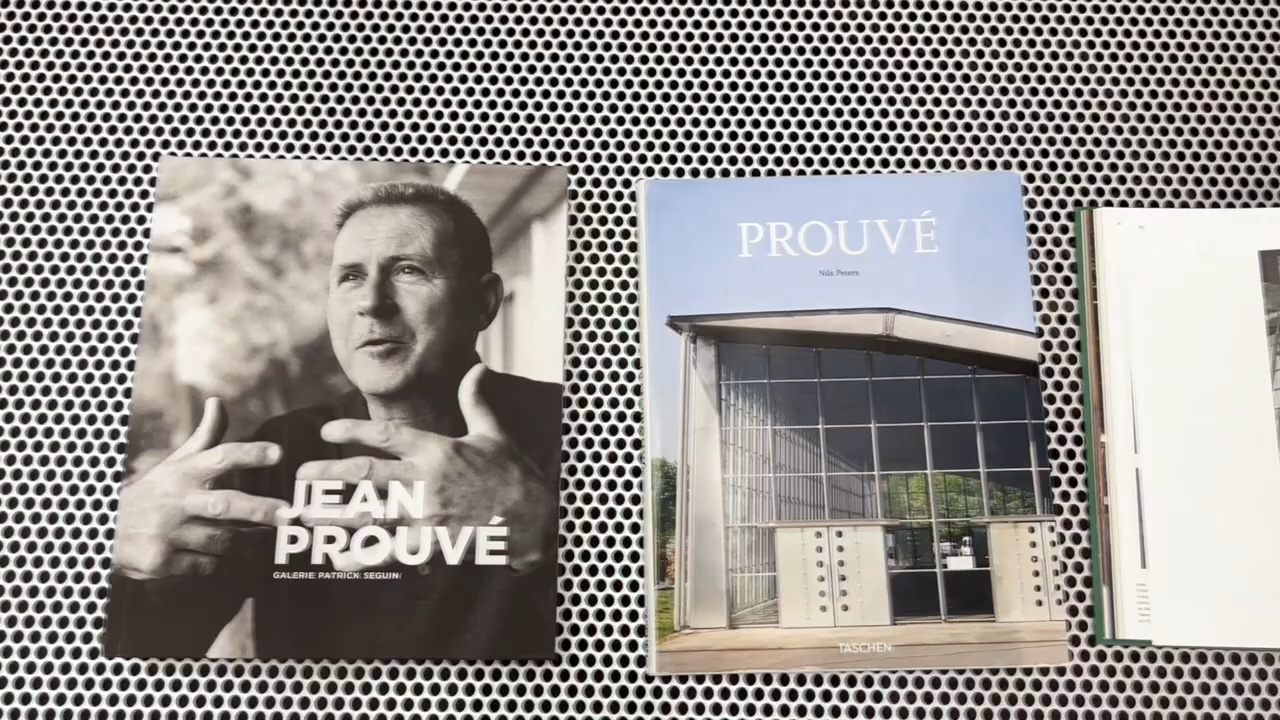 JEAN
PROUVÉ
GALERIE PATRICK SEGUIN
PROUVÉ
Nils Peters
TASCHEN